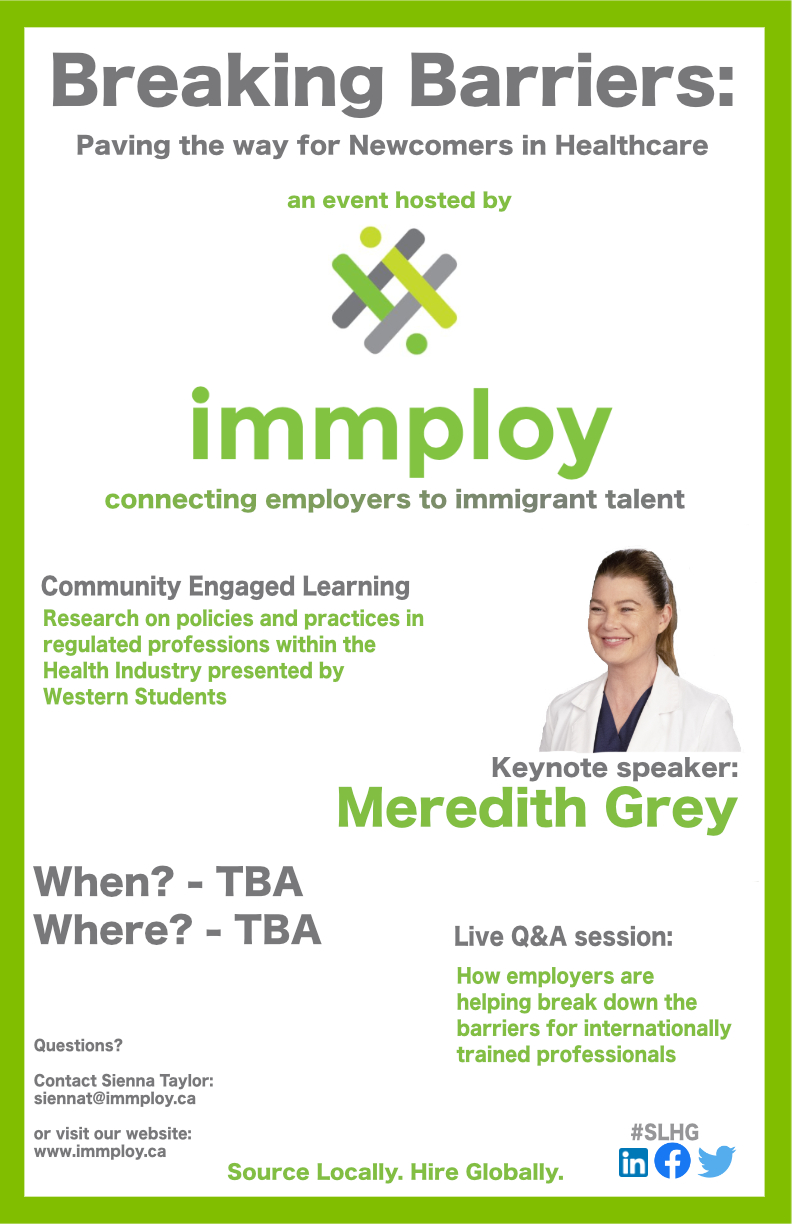 Breaking Barriers:
Paving the way for Newcomers in Healthcare
an event hosted by
immploy
connecting employers to immigrant talent
Community Engaged Learning
Research on policies and practices in
regulated professions within the
Health Industry presented by
Western Students
Keynote speaker:
Meredith Grey
When? - TBA
Where? - TBA
Live Q&A session:
How employers are
helping break down the
barriers for internationally
trained professionals
Questions?
Contact Sienna Taylor:
siennat@immploy.ca
or visit our website:
www.immploy.ca
#SLHG
in f
Source Locally. Hire Globally.